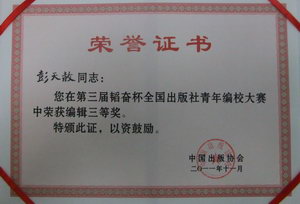 荣誉证书
彭天赦同志：
您在第三届韬奋杯全国出版社青年编校大赛
中荣获编辑三等奖。
特颁此证，以资鼓励。
中国出版协会
二〇一一年十一月